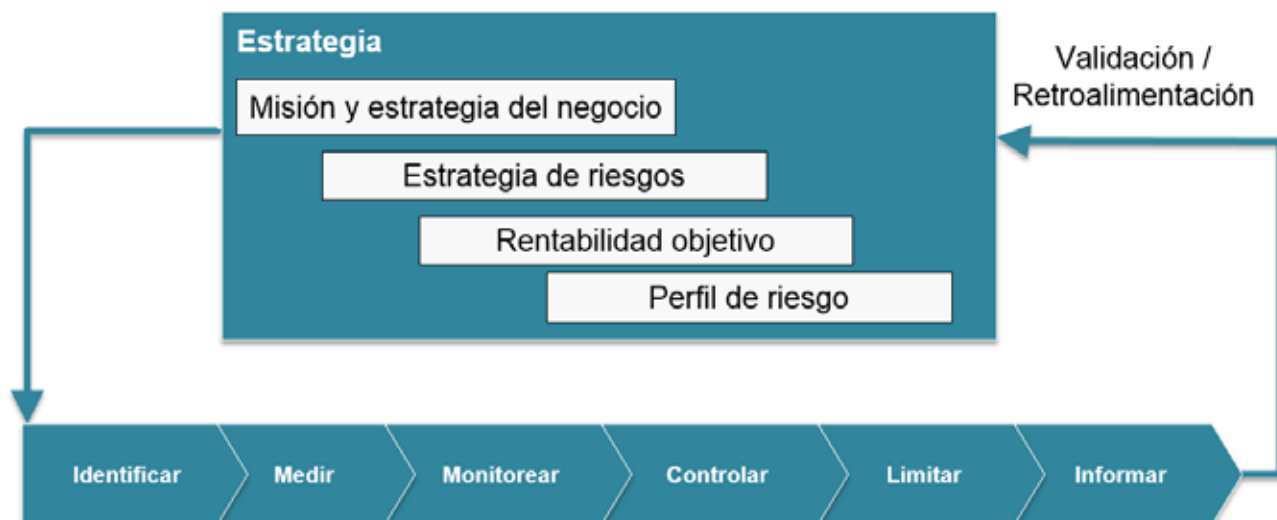 Estrategia
Misión y estrategia del negocio
Estrategia de riesgos
Rentabilidad objetivo
Perfil de riesgo
Validación /
Retroalimentación
Identificar
Medir
Monitorear
Controlar
Limitar
Informar